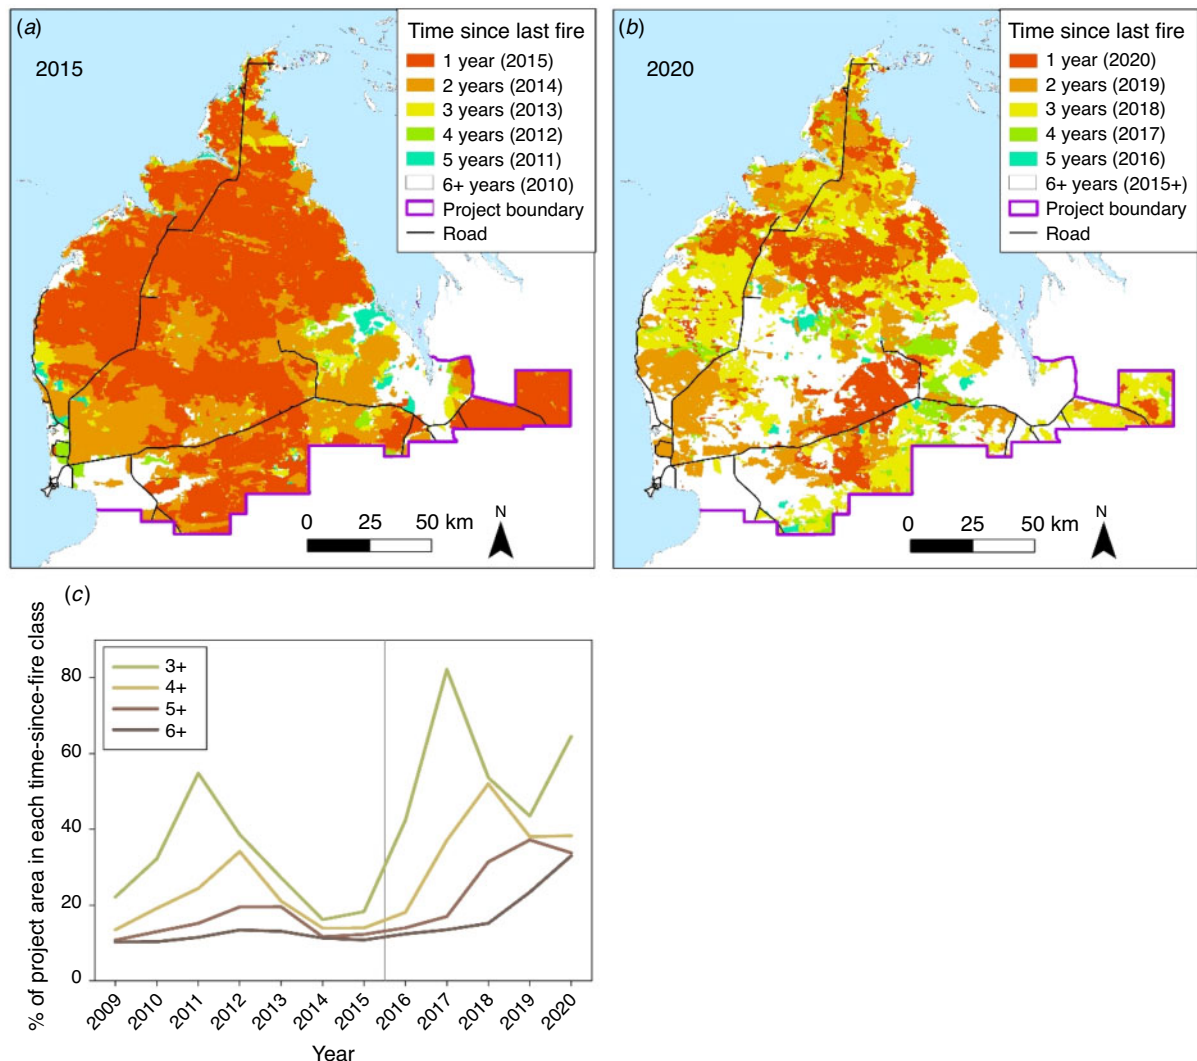 (a)
2015
Time since last fire
1 year (2015)
2 years (2014)
3 years (2013)
4 years (2012)
5 years (2011)
6+ years (2010)
Project boundary
Road
0 25 50 km
N
(b)
2020
Time since last fire
1 year (2020)
2 years (2019)
3 years (2018)
4 years (2017)
5 years (2016)
6+ years (2015+)
Project boundary
Road
0 25 50 km
N
(c)
% of project area in each time-since-fire class
80
60
40
20
0
3+
4+
5+
6+
2009 2010 2011 2012 2013 2014 2015 2016 2017 2018 2019 2020
Year